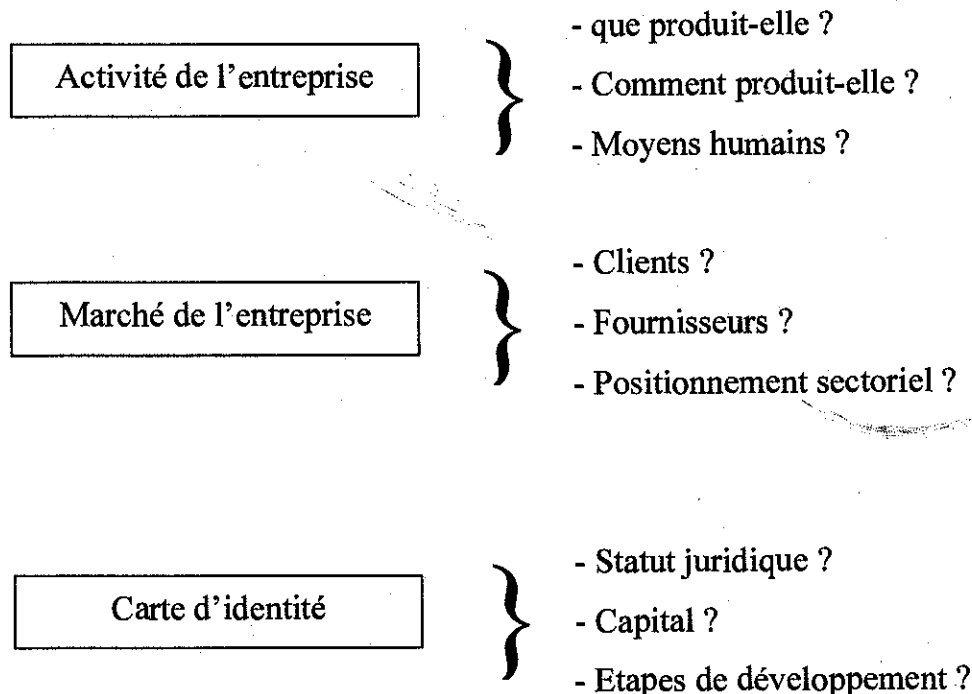 Activité de l'entreprise
- que produit-elle ?
- Comment produit-elle ?
- Moyens humains ?
Marché de l'entreprise
- Clients ?
- Fournisseurs ?
- Positionnement sectoriel ?
Carte d'identité
- Statut juridique ?
- Capital ?
- Etapes de développement ?